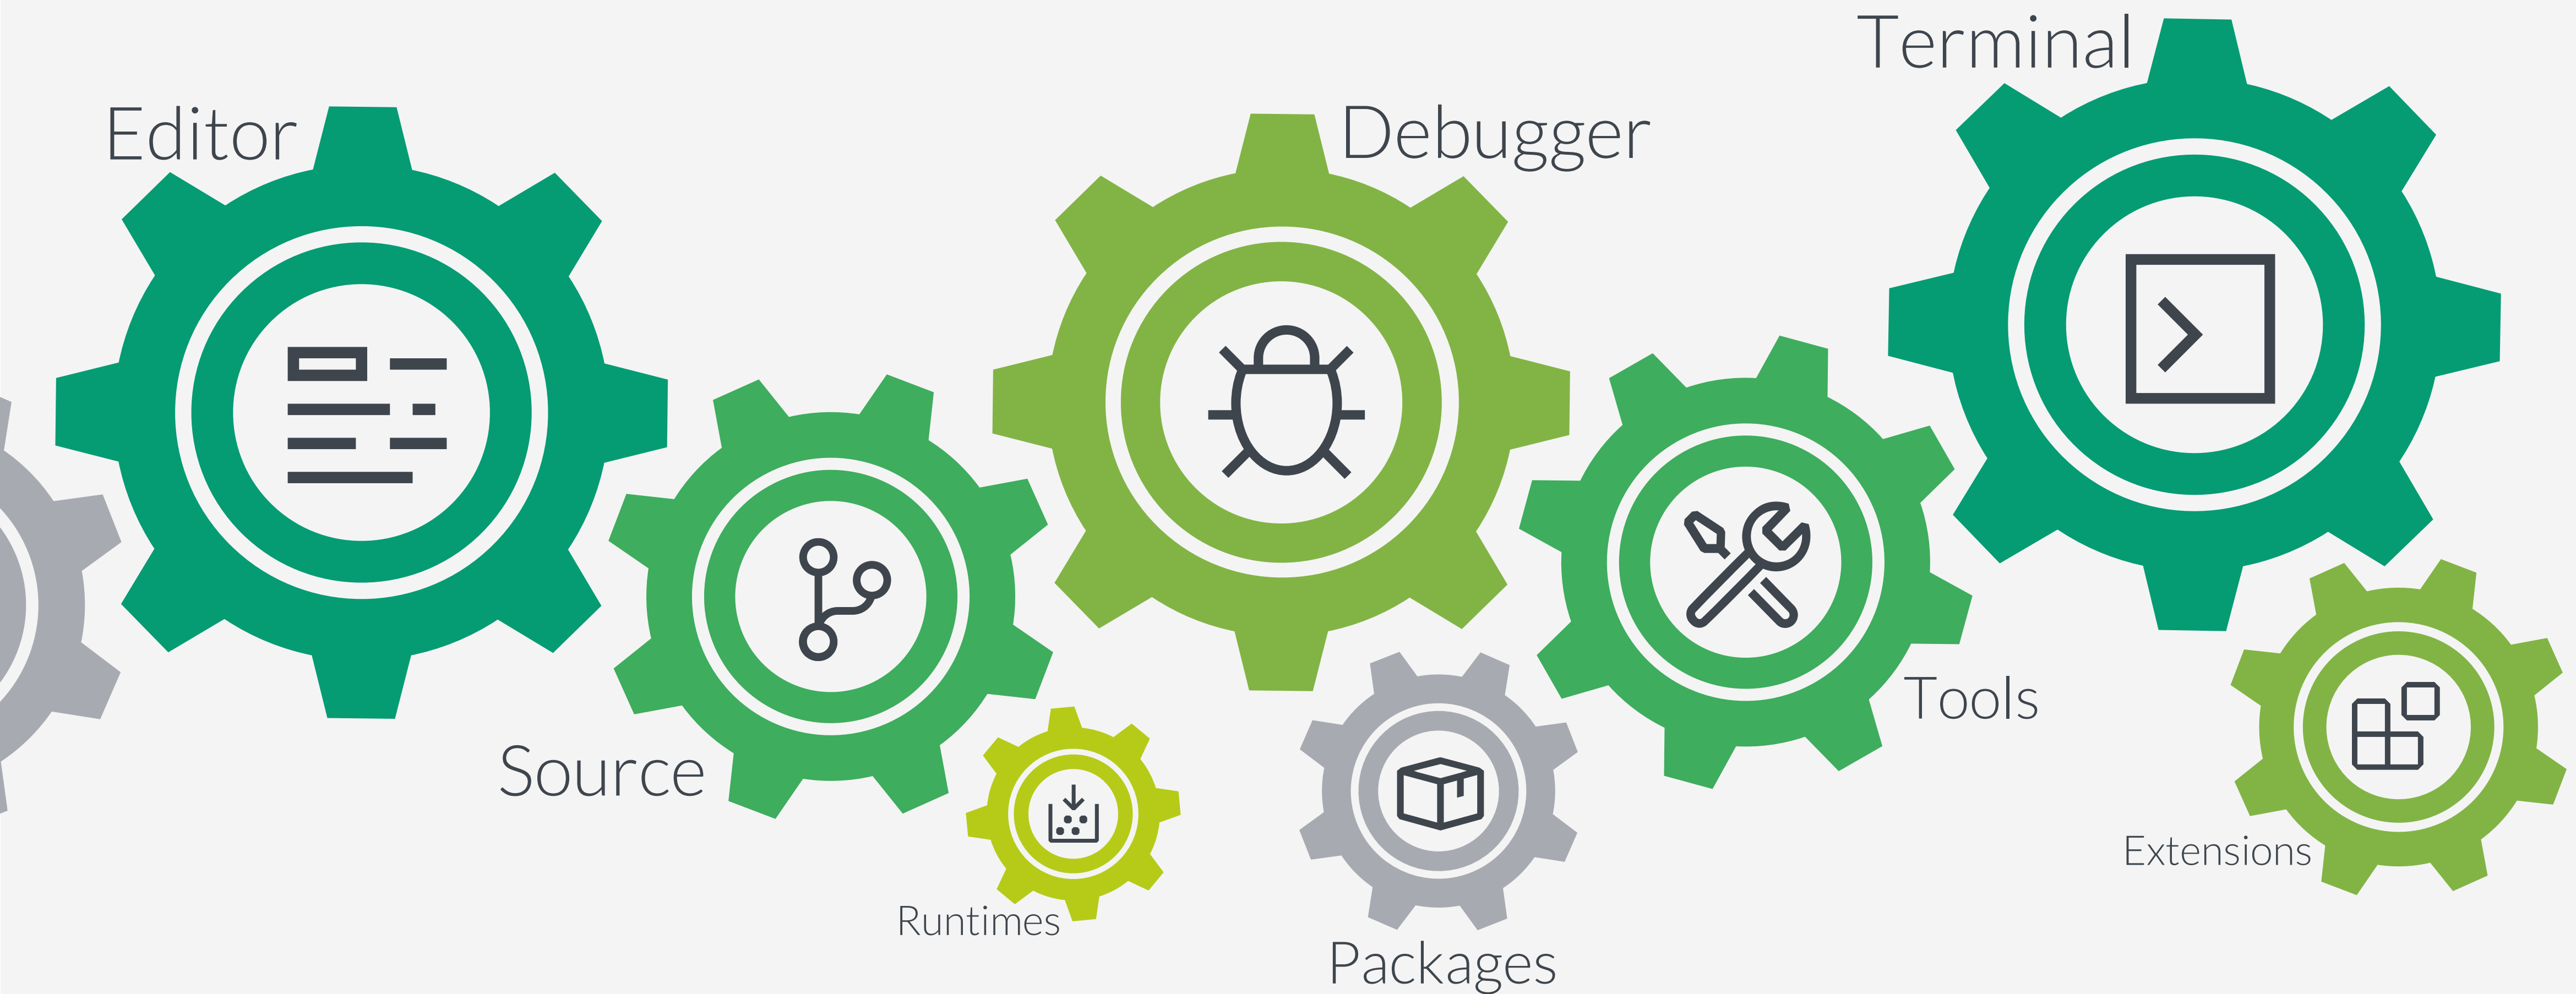 Editor
Source
Runtimes
Debugger
Packages
Tools
Terminal
Extensions